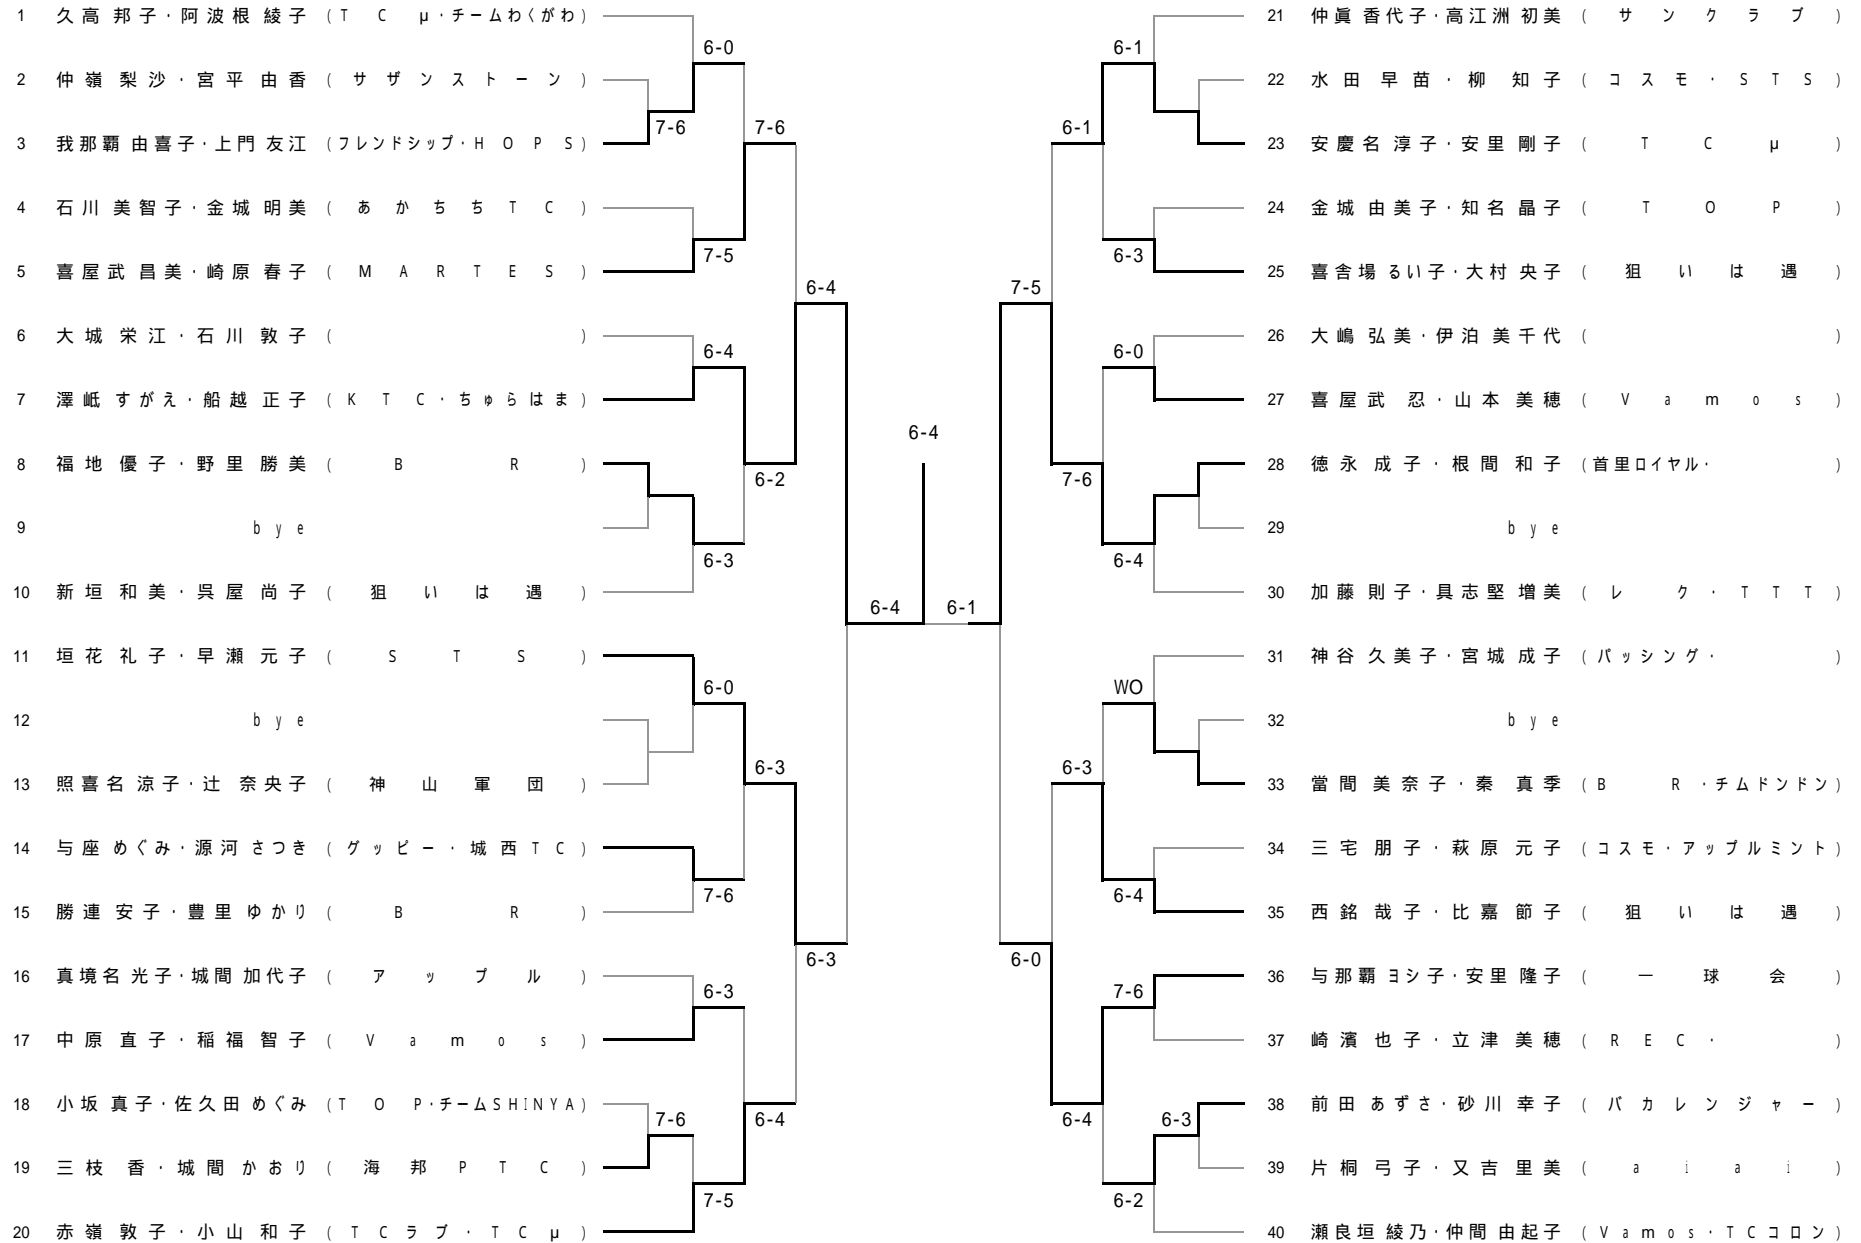 1 久高 邦子・阿波根 綾子 (TC μ・チームわくがわ)
6-0
2 仲嶺 梨沙・宮平 由香 (サザンストーン)
7-6
7-6
3 我那覇 由喜子・上門 友江 (フレンドシップ・HOPS)
4 石川 美智子・金城 明美 (あかちちTC)
7-5
5 喜屋武 昌美・崎原 春子 (MARTES)
6-4
6 大城 栄江・石川 敦子 ( )
6-4
7 澤岻 すがえ・船越 正子 (KTC・ちゅらはま)
8 福地 優子・野里 勝美 (B R)
6-2
9 bye
6-3
10 新垣 和美・呉屋 尚子 (狙いは遇)
6-4
11 垣花 礼子・早瀬 元子 (STS)
6-0
12 bye
6-3
13 照喜名 涼子・辻 奈央子 (神山軍団)
14 与座 めぐみ・源河 さつき (グッピー・城西TC)
7-6
15 勝連 安子・豊里 ゆかり (B R)
6-3
16 真境名 光子・城間 加代子 (アップル)
6-3
17 中原 直子・稲福 智子 (Vamos)
18 小坂 真子・佐久田 めぐみ (TOP・チームSHINYA)
7-6
6-4
19 三枝 香・城間 かおり (海邦PTC)
7-5
20 赤嶺 敦子・小山 和子 (TCラブ・TCμ)
6-4
21 仲眞 香代子・高江洲 初美 (サンクラブ)
6-1
22 水田 早苗・柳 知子 (コスモ・STS)
6-1
23 安慶名 淳子・安里 剛子 (TCμ)
24 金城 由美子・知名 晶子 (TOP)
6-3
25 喜舎場 るい子・大村 央子 (狙いは遇)
7-5
26 大嶋 弘美・伊泊 美千代 ( )
6-0
27 喜屋武 忍・山本 美穂 (Vamos)
28 徳永 成子・根間 和子 (首里ロイヤル・ )
7-6
29 bye
6-4
30 加藤 則子・具志堅 増美 (レ ク・TTT)
6-1
31 神谷 久美子・宮城 成子 (パッシング・ )
WO
32 bye
6-3
33 當間 美奈子・秦 真季 (B R・チムドンドン)
34 三宅 朋子・萩原 元子 (コスモ・アップルミント)
6-4
35 西銘 哉子・比嘉 節子 (狙いは遇)
6-0
36 与那覇 ヨシ子・安里 隆子 (一球会)
7-6
37 崎濱 也子・立津 美穂 (REC・ )
38 前田 あずさ・砂川 幸子 (バカレンジャー)
6-3
6-4
39 片桐 弓子・又吉 里美 (aiai)
6-2
40 瀬良垣 綾乃・仲間 由起子 (Vamos・TCコロン)